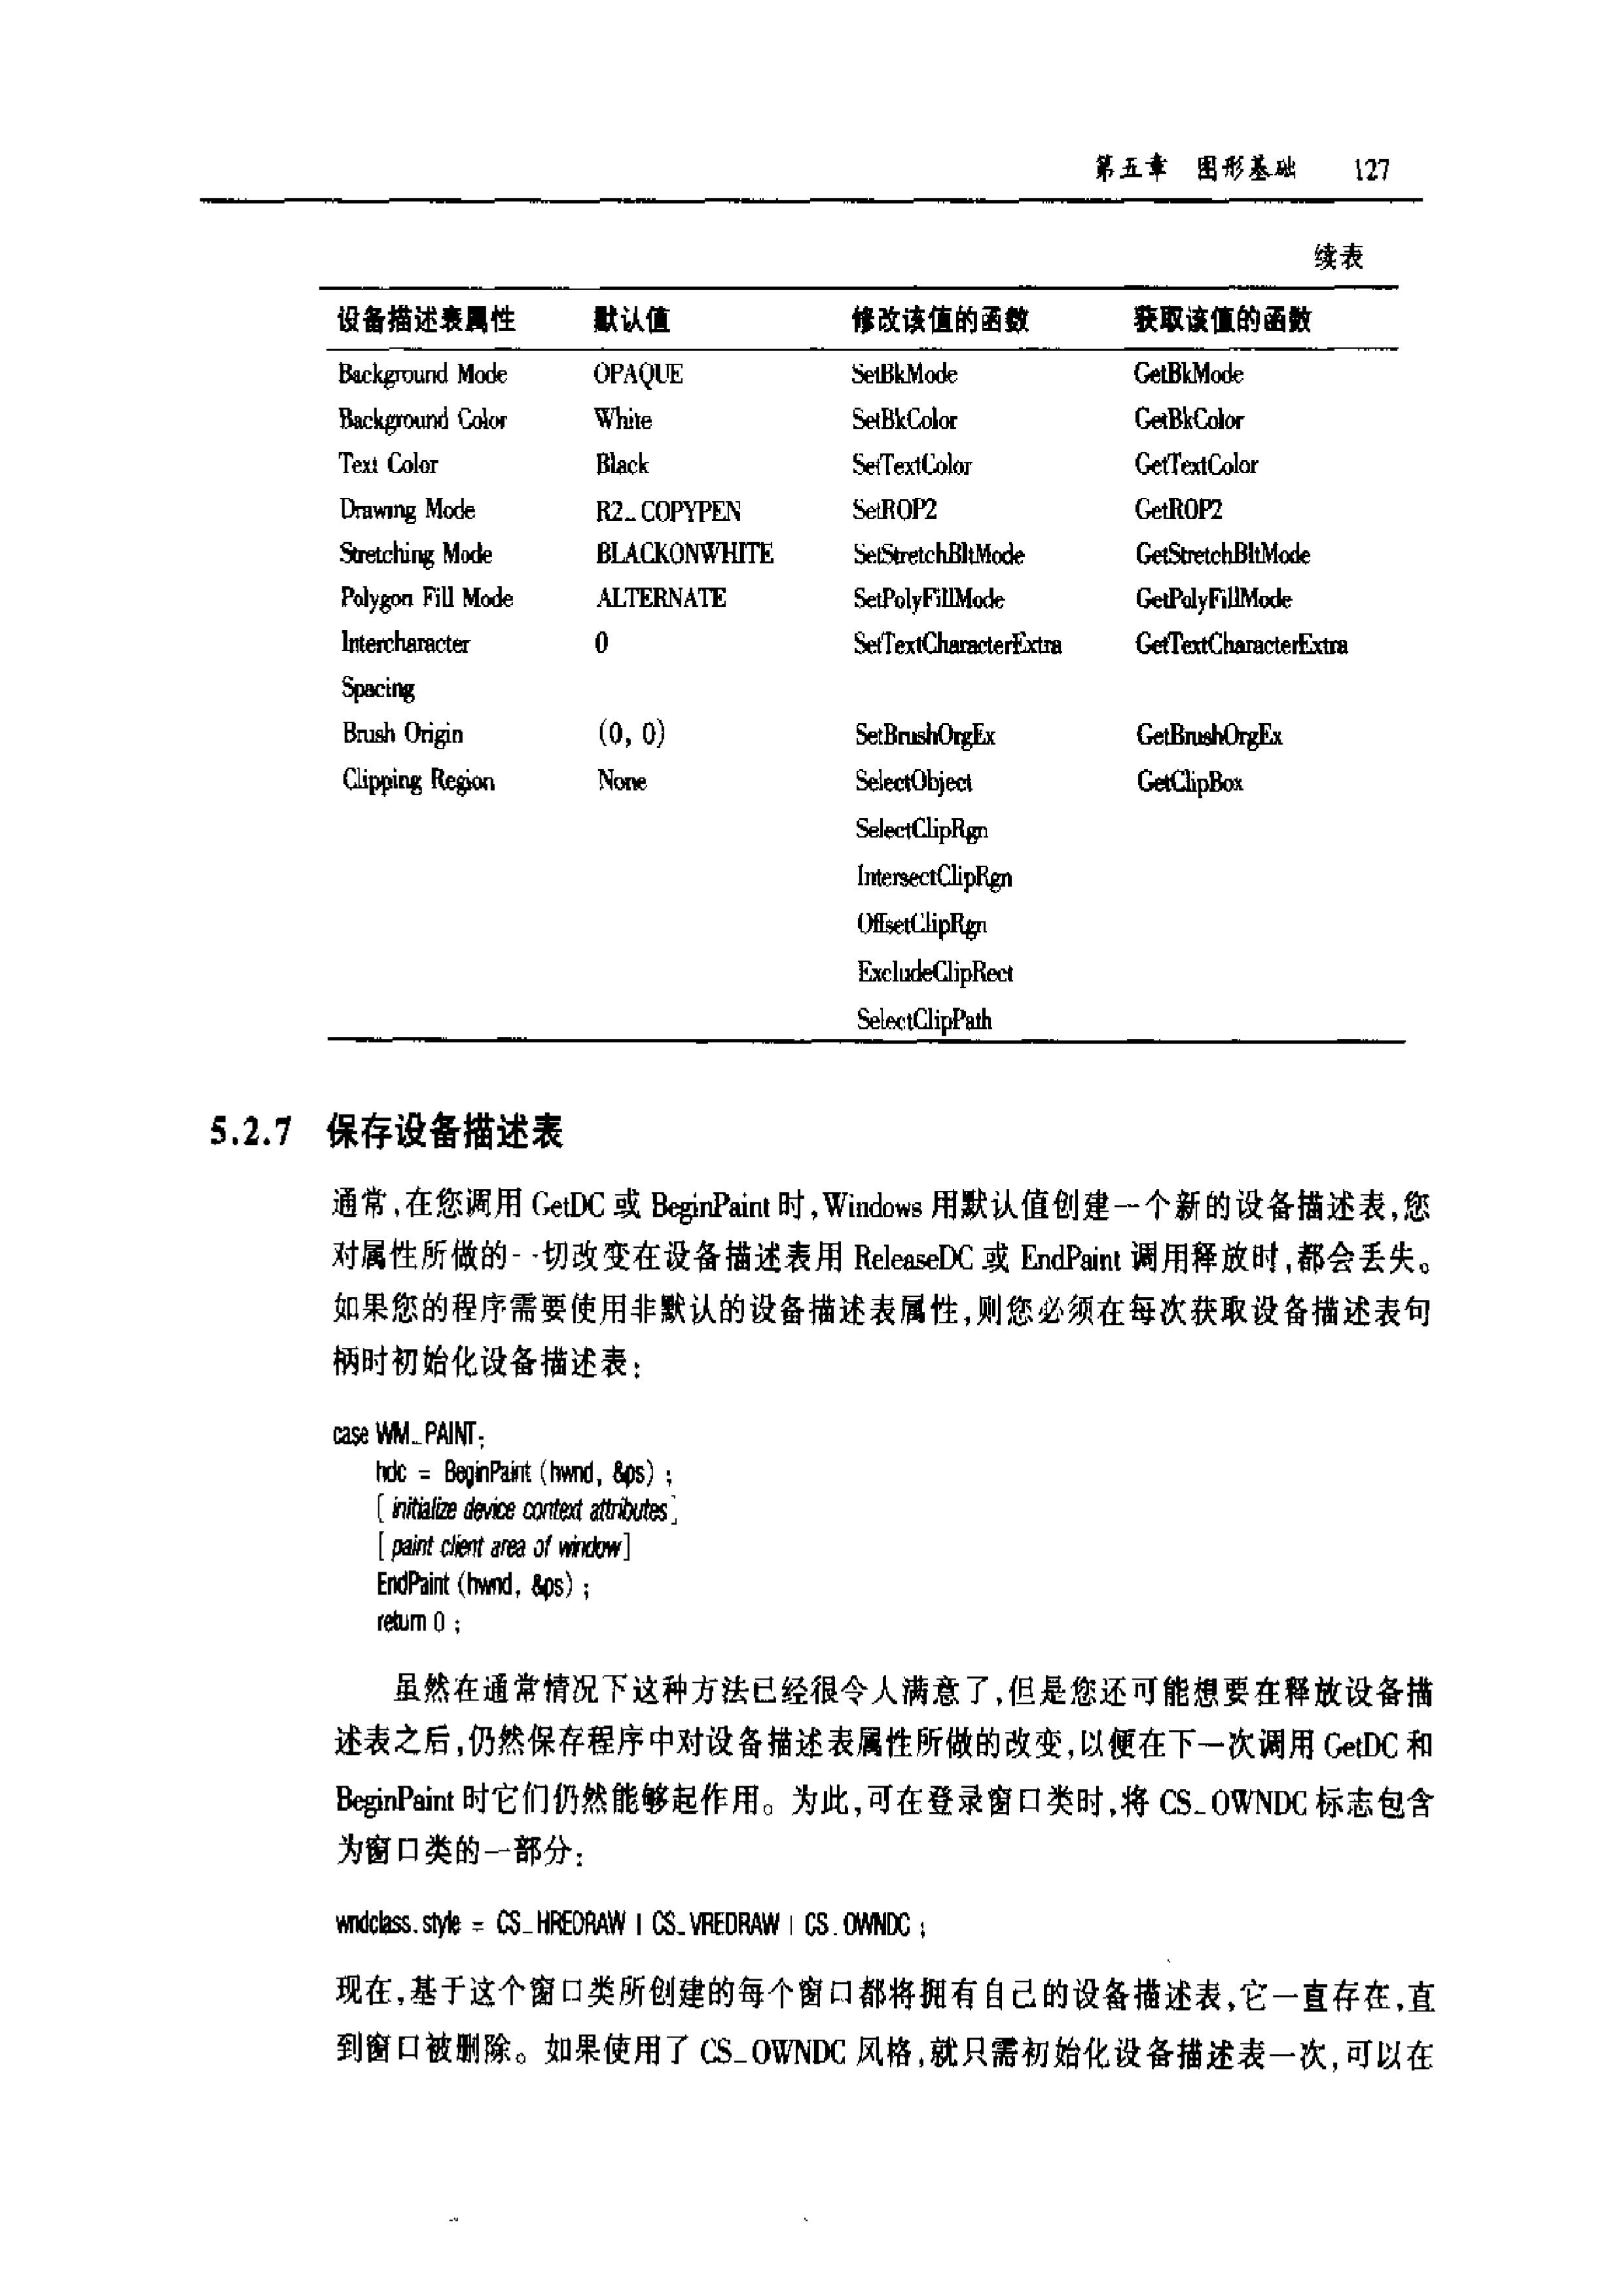 第五章 图形基础 127
续表
设备描述表属性 默认值 修改该值的函数 获取该值的函数
Background Mode OPAQUE SetBkMode GetBkMode
Background Color White SetBkColor GetBkColor
Text Color Black SetTextColor GetTextColor
Drawing Mode R2_COPYPEN SetROP2 GetROP2
Stretching Mode BLACKONWHITE SetStretchBltMode GetStretchBltMode
Polygon Fill Mode ALTERNATE SetPolyFillMode GetPolyFillMode
Intercharacter 0 SetTextCharacterExtra GetTextCharacterExtra
Spacing
Brush Origin (0, 0) SetBrushOrgEx GetBrushOrgEx
Clipping Region None SelectObject GetClipBox
SelectClipRgn
IntersectClipRgn
OffsetClipRgn
ExcludeClipRect
SelectClipPath
5.2.7 保存设备描述表
通常,在您调用 GetDC 或 BeginPaint 时,Windows 用默认值创建一个新的设备描述表,您
对属性所做的一切改变在设备描述表用 ReleaseDC 或 EndPaint 调用释放时,都会丢失。
如果您的程序需要使用非默认的设备描述表属性,则您必须在每次获取设备描述表句
柄时初始化设备描述表:
case WM_PAINT:
hdc = BeginPaint (hwnd, &ps) ;
[ initialize device context attributes]
[ paint client area of window]
EndPaint (hwnd, &ps) ;
return 0 ;
虽然在通常情况下这种方法已经很令人满意了,但是您还可能想要在释放设备描
述表之后,仍然保存程序中对设备描述表属性所做的改变,以便在下一次调用 GetDC 和
BeginPaint 时它们仍然能够起作用。为此,可在登录窗口类时,将 CS_OWNDC 标志包含
为窗口类的一部分:
wndclass.style = CS_HREDRAW | CS_VREDRAW | CS_OWNDC ;
现在,基于这个窗口类所创建的每个窗口都将拥有自己的设备描述表,它一直存在,直
到窗口被删除。如果使用了 CS_OWNDC 风格,就只需初始化设备描述表一次,可以在